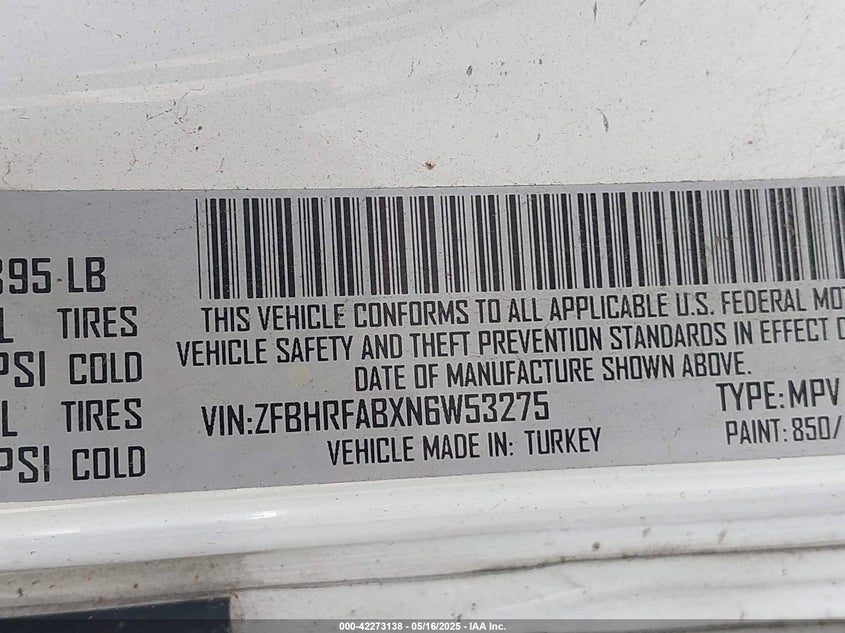 395 LB
TIRES
PSI COLD
TIRES
PSI COLD
THIS VEHICLE CONFORMS TO ALL APPLICABLE U.S. FEDERAL MOT
VEHICLE SAFETY AND THEFT PREVENTION STANDARDS IN EFFECT O
DATE OF MANUFACTURE SHOWN ABOVE.
VIN:ZFBHRFABXN6W53275
TYPE:MPV
VEHICLE MADE IN: TURKEY
PAINT:850/
000-42273138 - 05/16/2025 - IAA Inc.